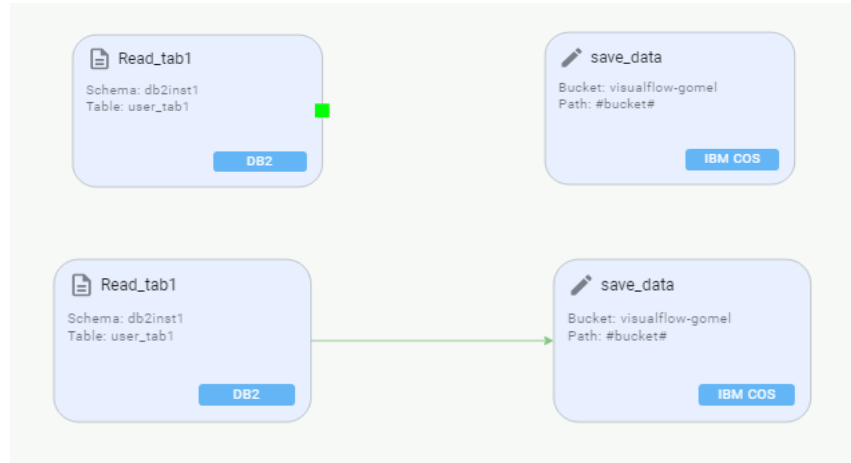 Read_tab1
Schema: db2inst1
Table: user_tab1
DB2
save_data
Bucket: visualflow-gomel
Path: #bucket#
IBM COS
Read_tab1
Schema: db2inst1
Table: user_tab1
DB2
save_data
Bucket: visualflow-gomel
Path: #bucket#
IBM COS